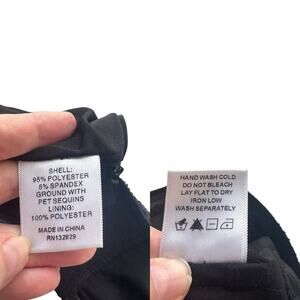 SHELL:
95% POLYESTER
5% SPANDEX
GROUND WITH
PET SEQUINS
LINING:
100% POLYESTER
MADE IN CHINA
RN132829
HAND WASH COLD
DO NOT BLEACH
LAY FLAT TO DRY
IRON LOW
WASH SEPARATELY